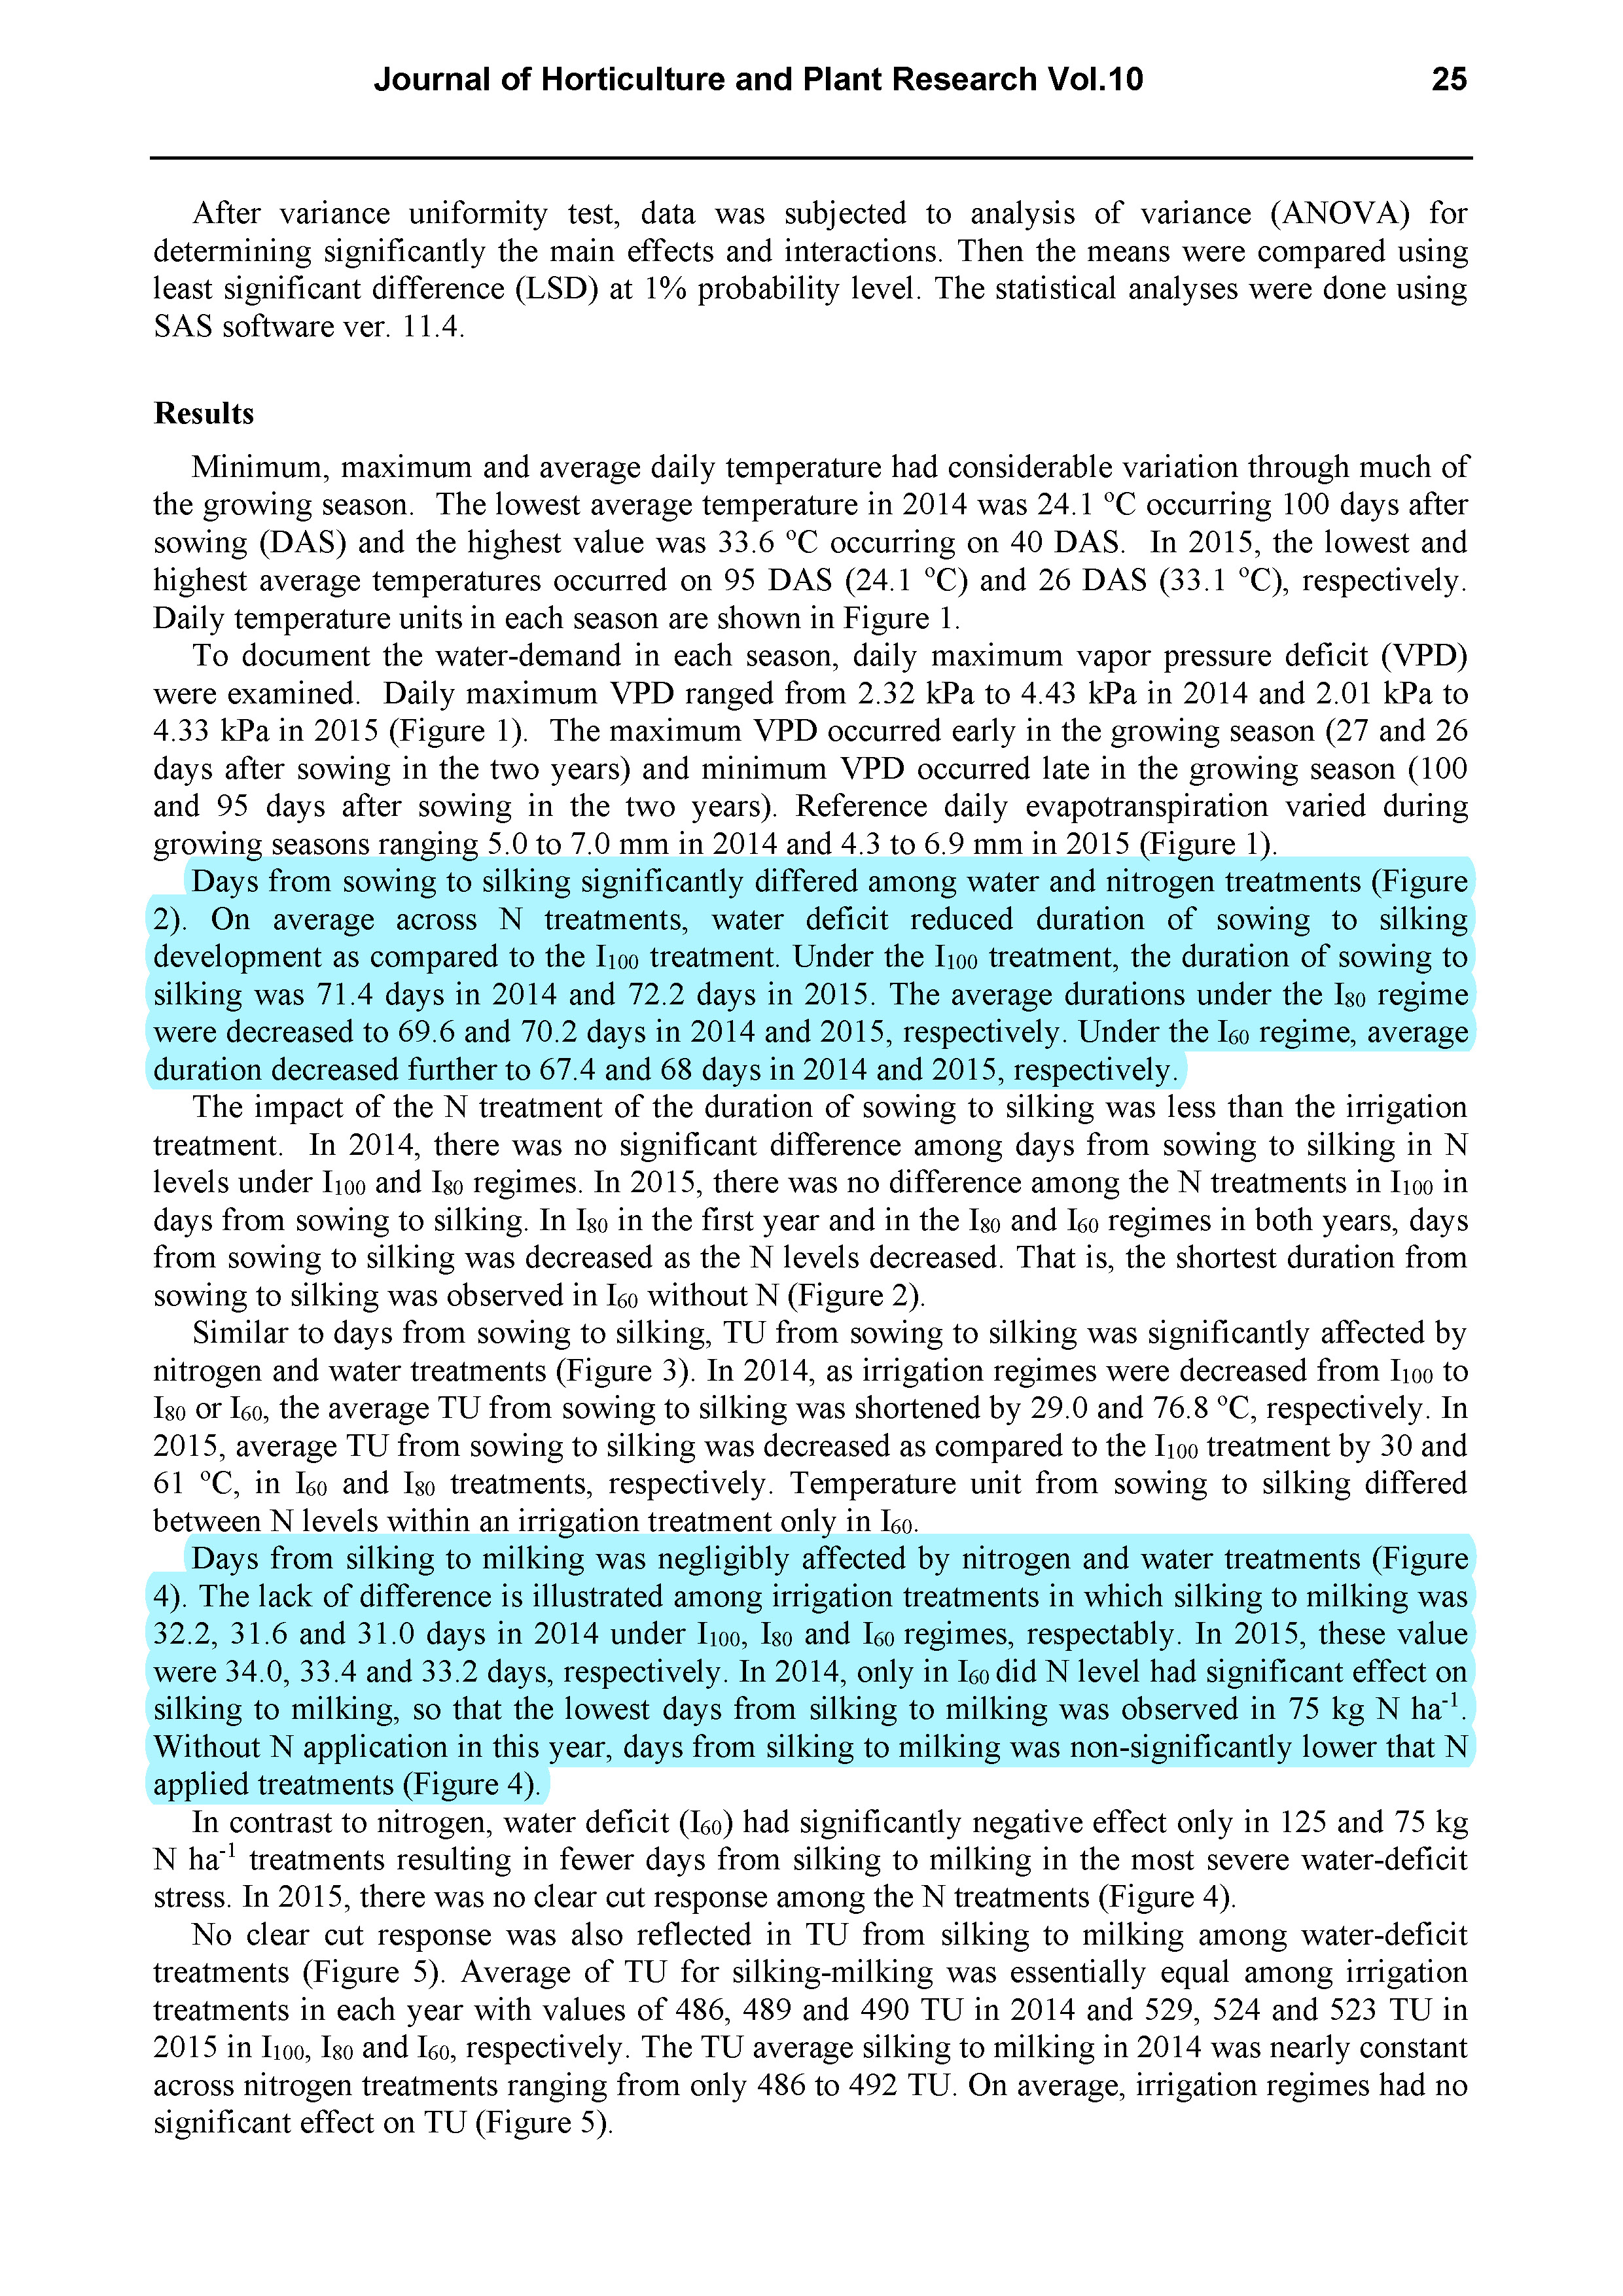 Journal of Horticulture and Plant Research Vol.10 25
After variance uniformity test, data was subjected to analysis of variance (ANOVA) for
determining significantly the main effects and interactions. Then the means were compared using
least significant difference (LSD) at 1% probability level. The statistical analyses were done using
SAS software ver. 11.4.
Results
Minimum, maximum and average daily temperature had considerable variation through much of
the growing season. The lowest average temperature in 2014 was 24.1 °C occurring 100 days after
sowing (DAS) and the highest value was 33.6 °C occurring on 40 DAS. In 2015, the lowest and
highest average temperatures occurred on 95 DAS (24.1 °C) and 26 DAS (33.1 °C), respectively.
Daily temperature units in each season are shown in Figure 1.
To document the water-demand in each season, daily maximum vapor pressure deficit (VPD)
were examined. Daily maximum VPD ranged from 2.32 kPa to 4.43 kPa in 2014 and 2.01 kPa to
4.33 kPa in 2015 (Figure 1). The maximum VPD occurred early in the growing season (27 and 26
days after sowing in the two years) and minimum VPD occurred late in the growing season (100
and 95 days after sowing in the two years). Reference daily evapotranspiration varied during
growing seasons ranging 5.0 to 7.0 mm in 2014 and 4.3 to 6.9 mm in 2015 (Figure 1).
Days from sowing to silking significantly differed among water and nitrogen treatments (Figure
2). On average across N treatments, water deficit reduced duration of sowing to silking
development as compared to the I₁₀₀ treatment. Under the I₁₀₀ treatment, the duration of sowing to
silking was 71.4 days in 2014 and 72.2 days in 2015. The average durations under the I₈₀ regime
were decreased to 69.6 and 70.2 days in 2014 and 2015, respectively. Under the I₆₀ regime, average
duration decreased further to 67.4 and 68 days in 2014 and 2015, respectively.
The impact of the N treatment of the duration of sowing to silking was less than the irrigation
treatment. In 2014, there was no significant difference among days from sowing to silking in N
levels under I₁₀₀ and I₈₀ regimes. In 2015, there was no difference among the N treatments in I₁₀₀ in
days from sowing to silking. In I₈₀ in the first year and in the I₈₀ and I₆₀ regimes in both years, days
from sowing to silking was decreased as the N levels decreased. That is, the shortest duration from
sowing to silking was observed in I₆₀ without N (Figure 2).
Similar to days from sowing to silking, TU from sowing to silking was significantly affected by
nitrogen and water treatments (Figure 3). In 2014, as irrigation regimes were decreased from I₁₀₀ to
I₈₀ or I₆₀, the average TU from sowing to silking was shortened by 29.0 and 76.8 °C, respectively. In
2015, average TU from sowing to silking was decreased as compared to the I₁₀₀ treatment by 30 and
61 °C, in I₆₀ and I₈₀ treatments, respectively. Temperature unit from sowing to silking differed
between N levels within an irrigation treatment only in I₆₀.
Days from silking to milking was negligibly affected by nitrogen and water treatments (Figure
4). The lack of difference is illustrated among irrigation treatments in which silking to milking was
32.2, 31.6 and 31.0 days in 2014 under I₁₀₀, I₈₀ and I₆₀ regimes, respectably. In 2015, these value
were 34.0, 33.4 and 33.2 days, respectively. In 2014, only in I₆₀ did N level had significant effect on
silking to milking, so that the lowest days from silking to milking was observed in 75 kg N ha⁻¹.
Without N application in this year, days from silking to milking was non-significantly lower that N
applied treatments (Figure 4).
In contrast to nitrogen, water deficit (I₆₀) had significantly negative effect only in 125 and 75 kg
N ha⁻¹ treatments resulting in fewer days from silking to milking in the most severe water-deficit
stress. In 2015, there was no clear cut response among the N treatments (Figure 4).
No clear cut response was also reflected in TU from silking to milking among water-deficit
treatments (Figure 5). Average of TU for silking-milking was essentially equal among irrigation
treatments in each year with values of 486, 489 and 490 TU in 2014 and 529, 524 and 523 TU in
2015 in I₁₀₀, I₈₀ and I₆₀, respectively. The TU average silking to milking in 2014 was nearly constant
across nitrogen treatments ranging from only 486 to 492 TU. On average, irrigation regimes had no
significant effect on TU (Figure 5).